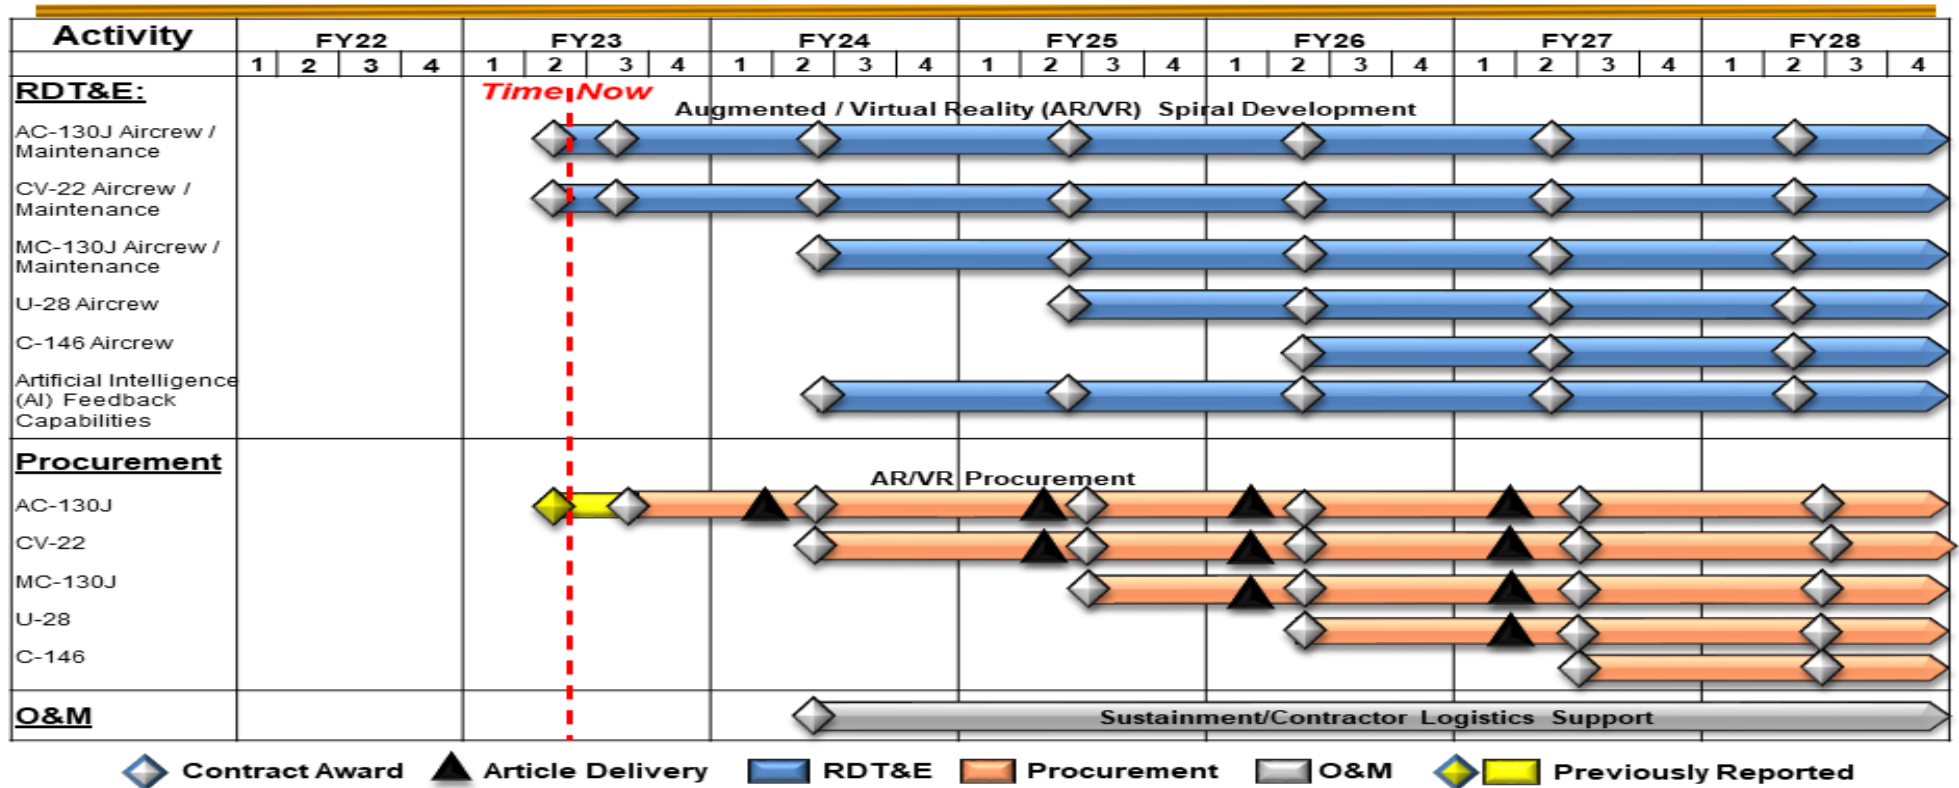 Activity FY22 FY23 FY24 FY25 FY26 FY27 FY28
1 2 3 4 1 2 3 4 1 2 3 4 1 2 3 4 1 2 3 4 1 2 3 4 1 2 3 4
RDT&E:
Time Now
Augmented / Virtual Reality (AR/VR) Spiral Development
AC-130J Aircrew /
Maintenance
CV-22 Aircrew /
Maintenance
MC-130J Aircrew /
Maintenance
U-28 Aircrew
C-146 Aircrew
Artificial Intelligence
(AI) Feedback
Capabilities
Procurement
AR/VR Procurement
AC-130J
CV-22
MC-130J
U-28
C-146
O&M
Sustainment/Contractor Logistics Support
Contract Award Article Delivery RDT&E Procurement O&M Previously Reported